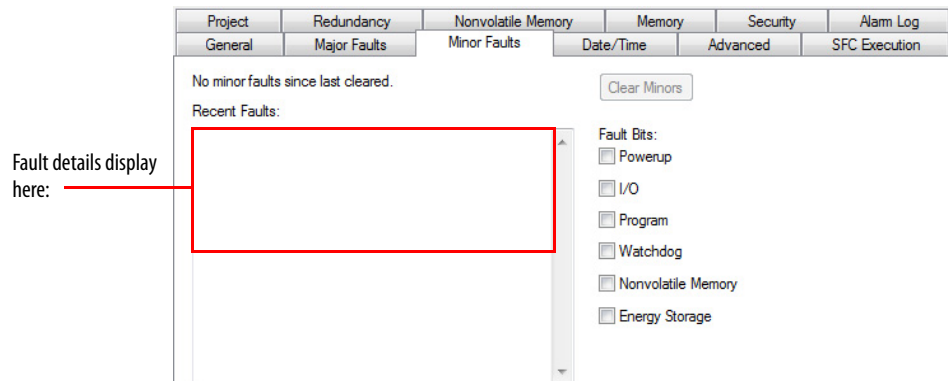 Project Redundancy Nonvolatile Memory Memory Security Alarm Log
General Major Faults Minor Faults Date/Time Advanced SFC Execution
No minor faults since last cleared.
Clear Minors
Recent Faults:
Fault details display
here:
Fault Bits:
Powerup
I/O
Program
Watchdog
Nonvolatile Memory
Energy Storage